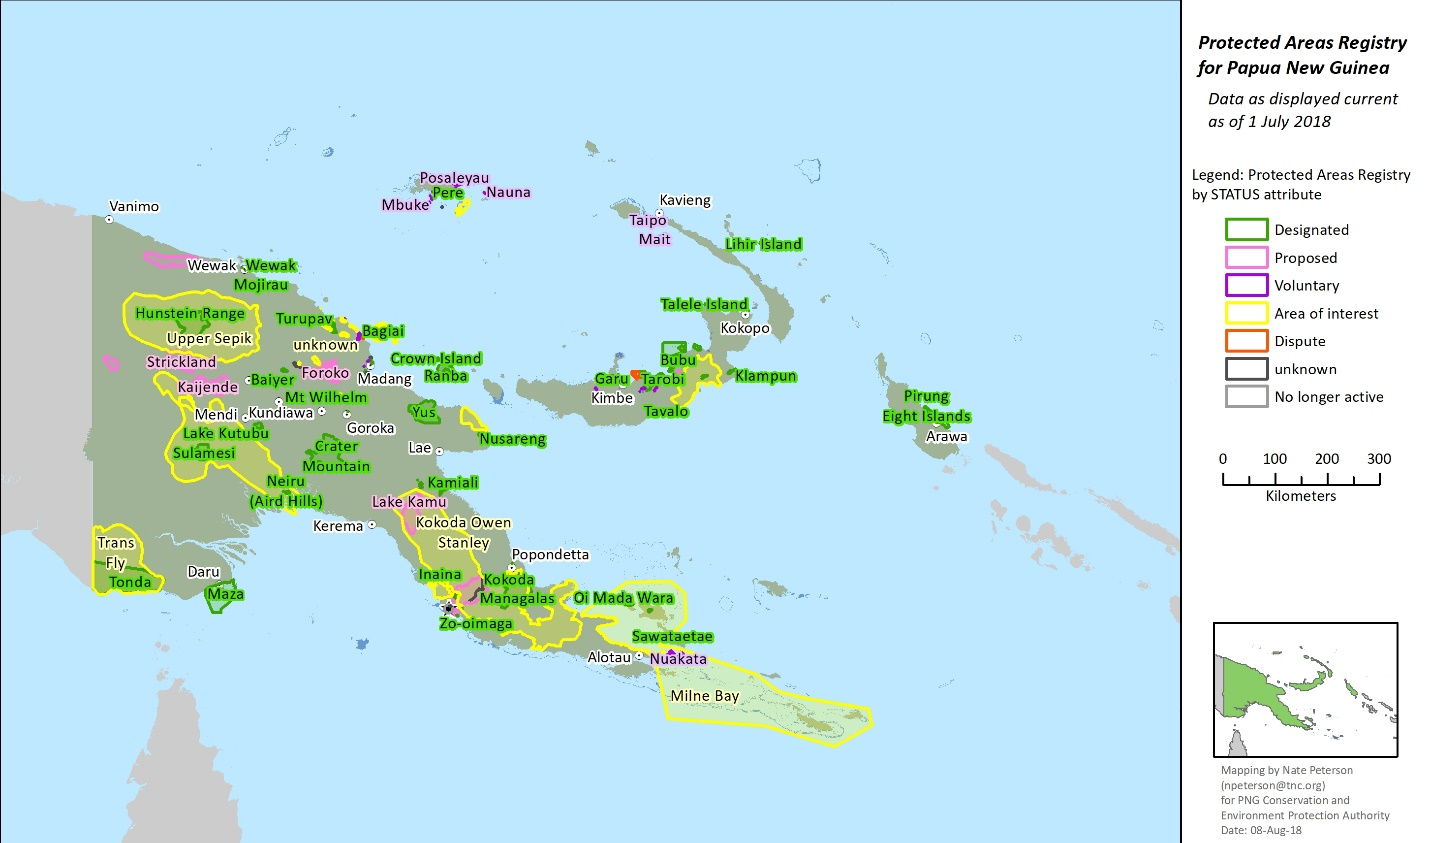 Protected Areas Registry
for Papua New Guinea
Data as displayed current
as of 1 July 2018
Legend: Protected Areas Registry
by STATUS attribute
Designated
Proposed
Voluntary
Area of interest
Dispute
unknown
No longer active
0 100 200 300
Kilometers
Mapping by Nate Peterson
(npeterson@tnc.org)
for PNG Conservation and
Environment Protection Authority
Date: 08-Aug-18
Posaleyau
Pere
Nauna
Mbuke
Vanimo
Kavieng
Taipo
Mait
Lihir Island
Wewak
Wewak
Mojirau
Talele Island
Kokopo
Hunstein Range
Upper Sepik
Turupav
Bagiai
unknown
Strickland
Foroko
Madang
Crown Island
Ranba
Bubu
Kaijende
Baiyer
Garu
Tarobi
Klampun
Mt Wilhelm
Kimbe
Tavalo
Pirung
Eight Islands
Arawa
Mendi
Kundiawa
Goroka
Yus
Lake Kutubu
Sulamesi
Crater
Mountain
Lae
Nusareng
Neiru
(Aird Hills)
Kamiali
Lake Kamu
Kerema
Kokoda Owen
Stanley
Trans
Fly
Tonda
Daru
Maza
Popondetta
Inaina
Kokoda
Managalas
Oi Mada Wara
Zo-oimaga
Sawataetae
Alotau
Nuakata
Milne Bay